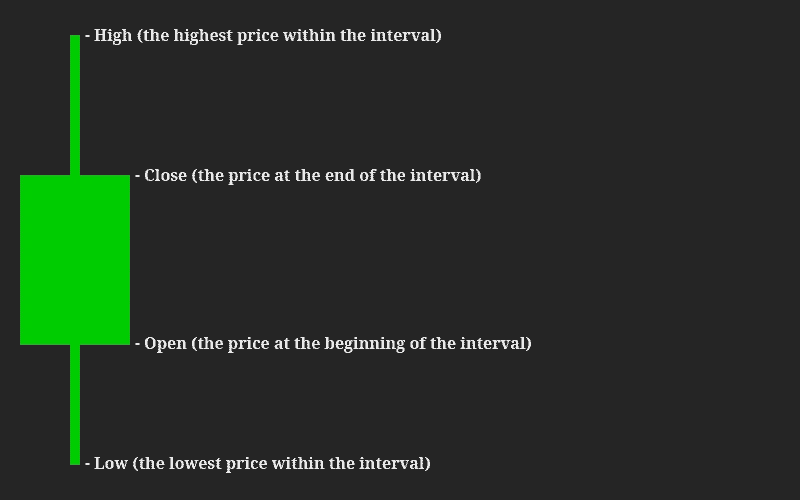 - High (the highest price within the interval)
- Close (the price at the end of the interval)
- Open (the price at the beginning of the interval)
- Low (the lowest price within the interval)